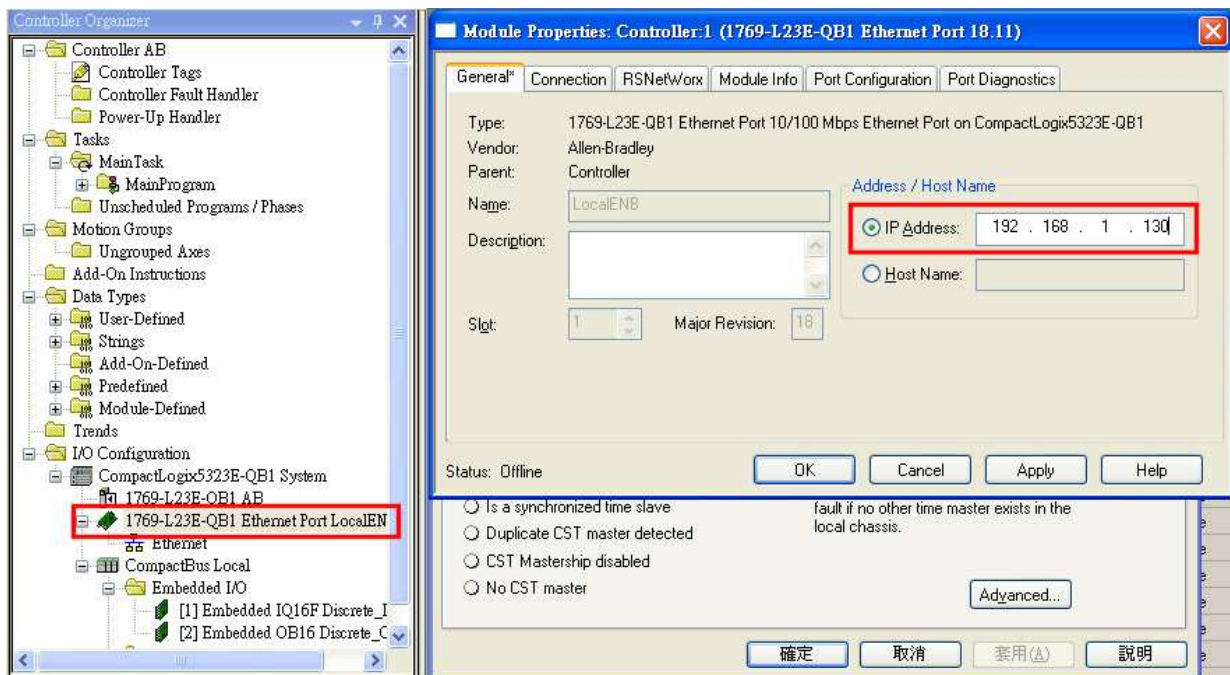 Controller Organizer
Controller AB
Controller Tags
Controller Fault Handler
Power-Up Handler
Tasks
MainTask
MainProgram
Unscheduled Programs / Phases
Motion Groups
Ungrouped Axes
Add-On Instructions
Data Types
User-Defined
Strings
Add-On-Defined
Predefined
Module-Defined
Trends
I/O Configuration
CompactLogix5323E-QB1 System
1769-L23E-QB1 AB
1769-L23E-QB1 Ethernet Port LocalEN
Ethernet
CompactBus Local
Embedded I/O
[1] Embedded IQ16F Discrete_I
[2] Embedded OB16 Discrete_C
Module Properties: Controller:1 (1769-L23E-QB1 Ethernet Port 18.11)
General* Connection RSNetWorx Module Info Port Configuration Port Diagnostics
Type: 1769-L23E-QB1 Ethernet Port 10/100 Mbps Ethernet Port on CompactLogix5323E-QB1
Vendor: Allen-Bradley
Parent: Controller
Name: LocalENB
Description:
Slot: 1 Major Revision: 18
Address / Host Name
IP Address: 192 . 168 . 1 . 130
Host Name:
Status: Offline
OK Cancel Apply Help
Is a synchronized time slave
Duplicate CST master detected
CST Mastership disabled
No CST master
fault if no other time master exists in the
local chassis.
Advanced...
確定 取消 套用(A) 說明